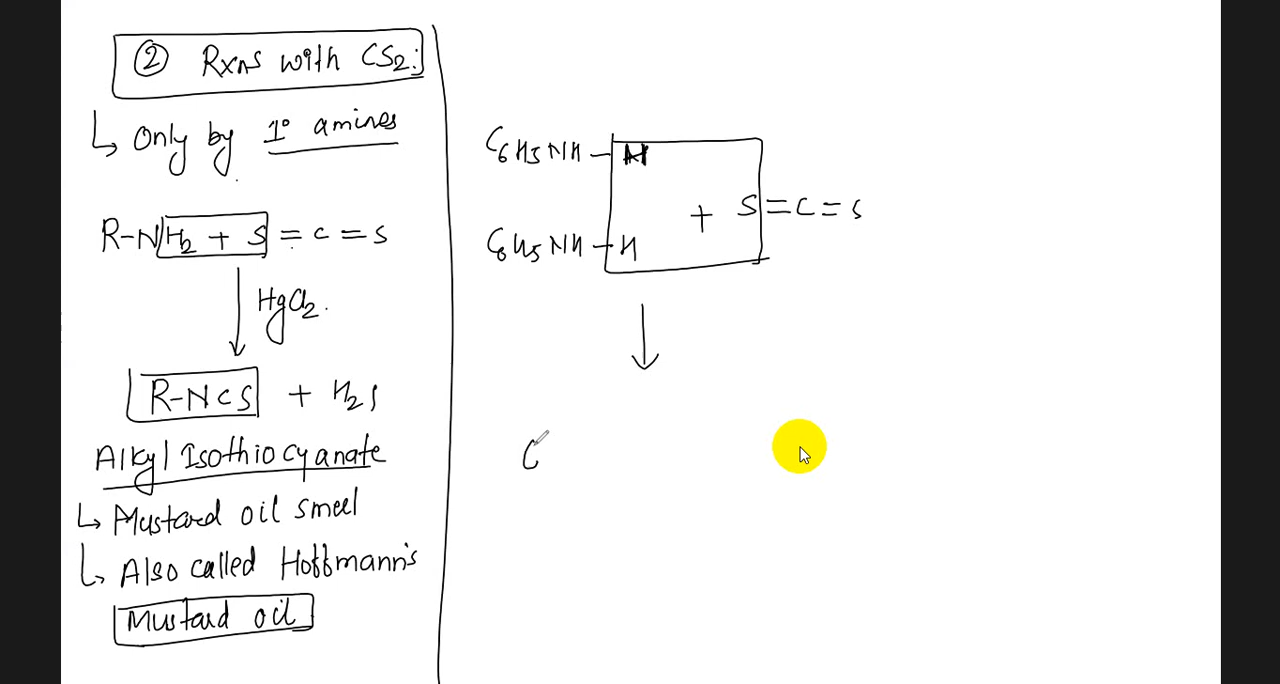 ② Rxns with CS2:
↳ Only by 1° amines
R-NH2 + S = C = S
HgCl2.
R-NCS + H2S
Alkyl Isothiocyanate
↳ Mustard oil smell
↳ Also called Hoffmann's
Mustard oil
C6H5NH – H
+ S = C = S
C6H5NH – H
C